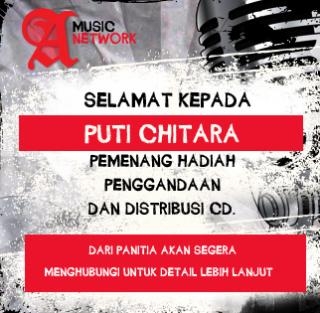 A MUSIC
NETWORK
SELAMAT KEPADA
PUTI CHITARA
PEMENANG HADIAH
PENGGANDAAN
DAN DISTRIBUSI CD.
DARI PANITIA AKAN SEGERA
MENGHUBUNGI UNTUK DETAIL LEBIH LANJUT